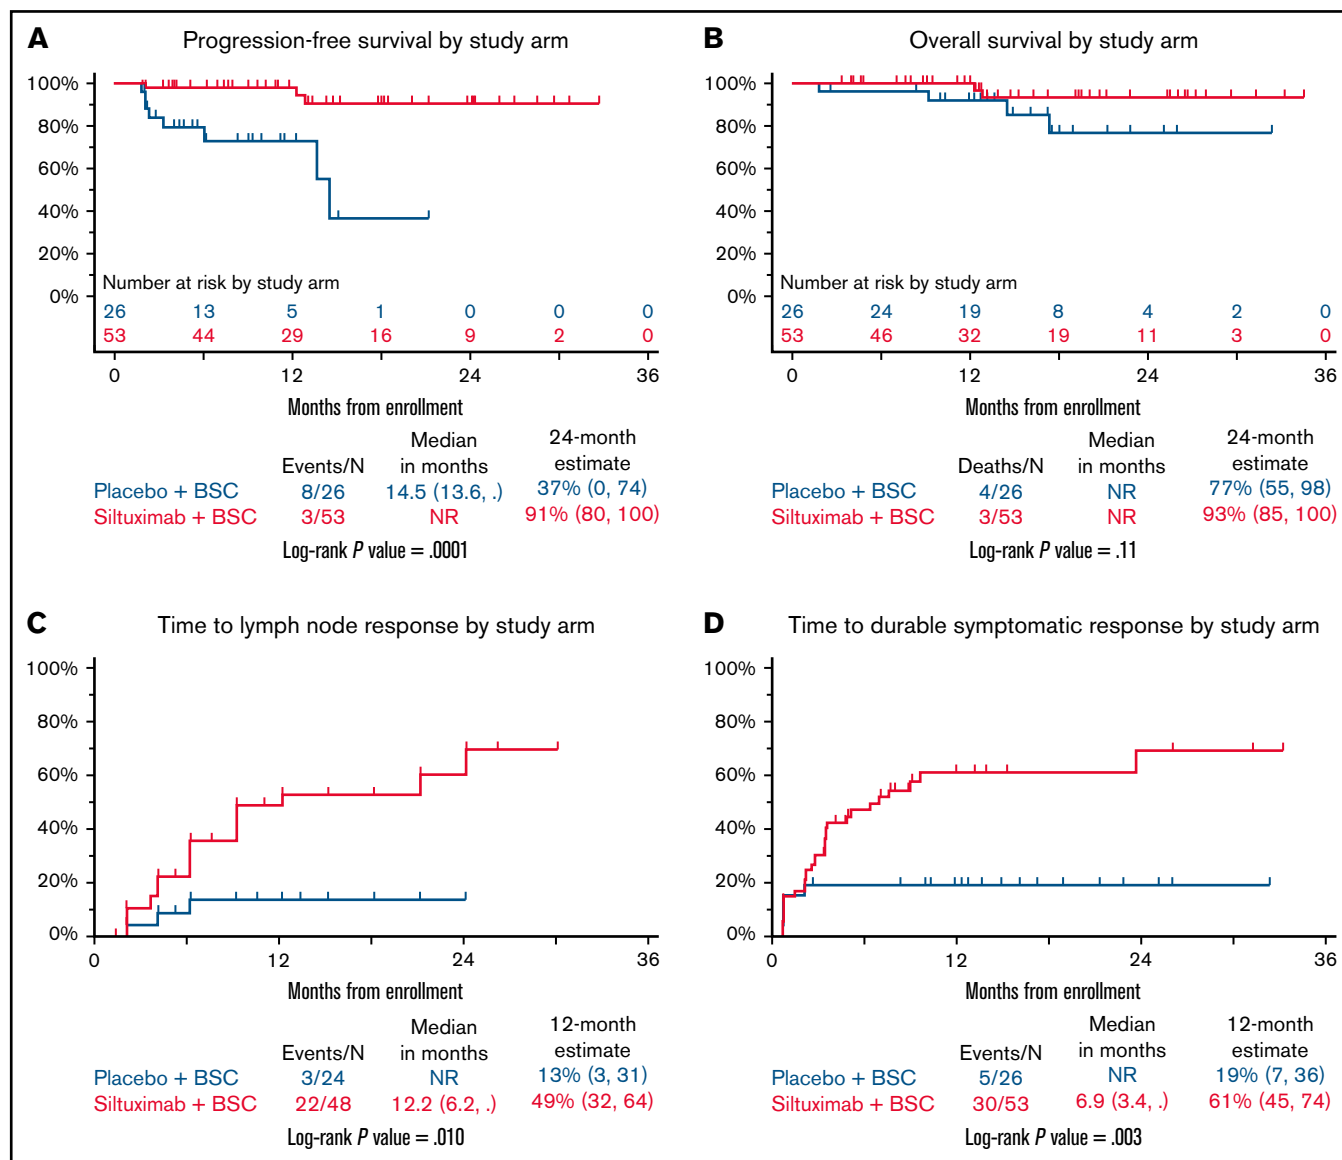 A Progression-free survival by study arm
100%
80%
60%
40%
20%
0%
Number at risk by study arm
26 13 5 1 0 0 0
53 44 29 16 9 2 0
0 12 24 36
Months from enrollment
Events/N Median in months 24-month estimate
Placebo + BSC 8/26 14.5 (13.6, .) 37% (0, 74)
Siltuximab + BSC 3/53 NR 91% (80, 100)
Log-rank P value = .0001
B Overall survival by study arm
100%
80%
60%
40%
20%
0%
Number at risk by study arm
26 24 19 8 4 2 0
53 46 32 19 11 3 0
0 12 24 36
Months from enrollment
Deaths/N Median in months 24-month estimate
Placebo + BSC 4/26 NR 77% (55, 98)
Siltuximab + BSC 3/53 NR 93% (85, 100)
Log-rank P value = .11
C Time to lymph node response by study arm
100%
80%
60%
40%
20%
0%
0 12 24 36
Months from enrollment
Events/N Median in months 12-month estimate
Placebo + BSC 3/24 NR 13% (3, 31)
Siltuximab + BSC 22/48 12.2 (6.2, .) 49% (32, 64)
Log-rank P value = .010
D Time to durable symptomatic response by study arm
100%
80%
60%
40%
20%
0%
0 12 24 36
Months from enrollment
Events/N Median in months 12-month estimate
Placebo + BSC 5/26 NR 19% (7, 36)
Siltuximab + BSC 30/53 6.9 (3.4, .) 61% (45, 74)
Log-rank P value = .003